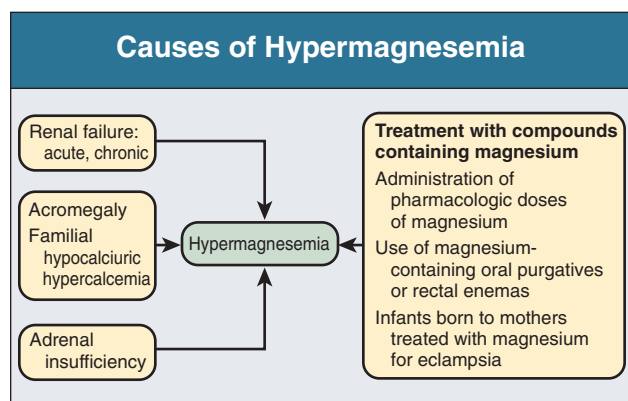 Causes of Hypermagnesemia
Renal failure:
acute, chronic
Acromegaly
Familial
hypocalciuric
hypercalcemia
Adrenal
insufficiency
Hypermagnesemia
Treatment with compounds
containing magnesium
Administration of
pharmacologic doses
of magnesium
Use of magnesium-
containing oral purgatives
or rectal enemas
Infants born to mothers
treated with magnesium
for eclampsia